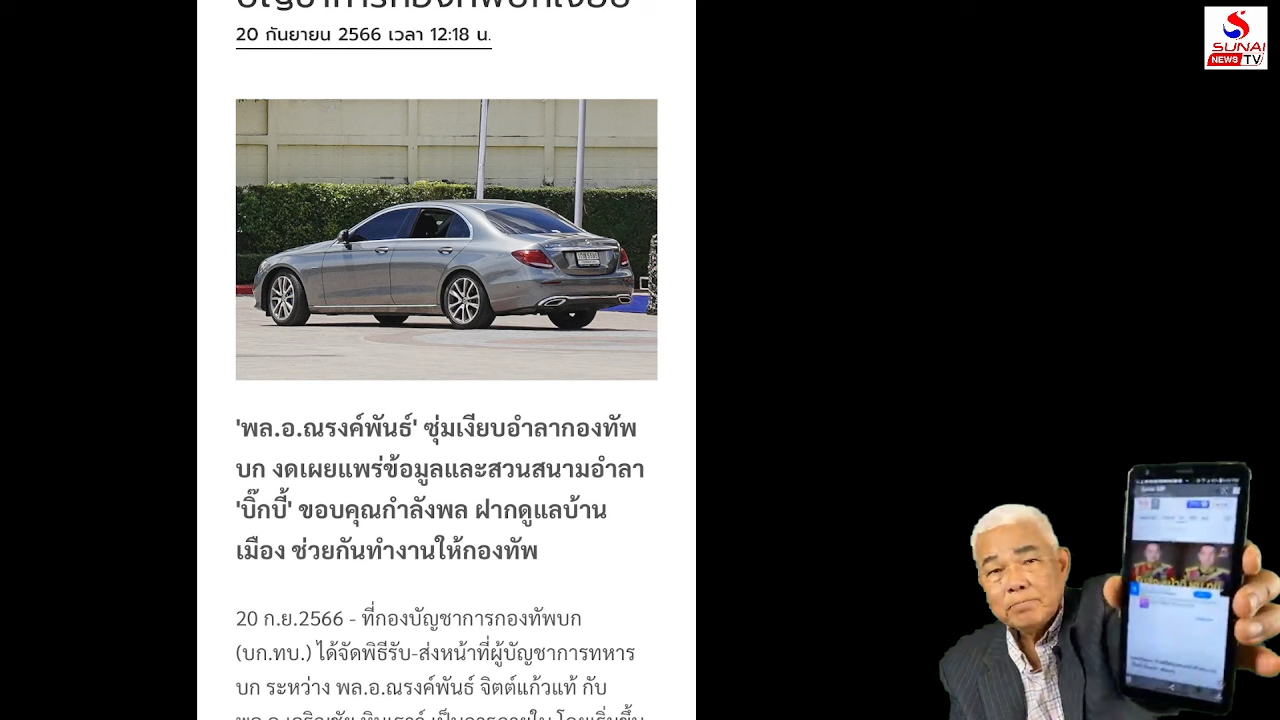 20 กันยายน 2566 เวลา 12:18 น.
SUNAI
NEWS TV
'พล.อ.ณรงค์พันธ์' ซุ่มเงียบอำลากองทัพ
บก งดเผยแพร่ข้อมูลและสวนสนามอำลา
'บิ๊กบี้' ขอบคุณกำลังพล ฝากดูแลบ้าน
เมือง ช่วยกันทำงานให้กองทัพ
20 ก.ย.2566 - ที่กองบัญชาการกองทัพบก
(บก.ทบ.) ได้จัดพิธีรับ-ส่งหน้าที่ผู้บัญชาการทหาร
บก ระหว่าง พล.อ.ณรงค์พันธ์ จิตต์แก้วแท้ กับ